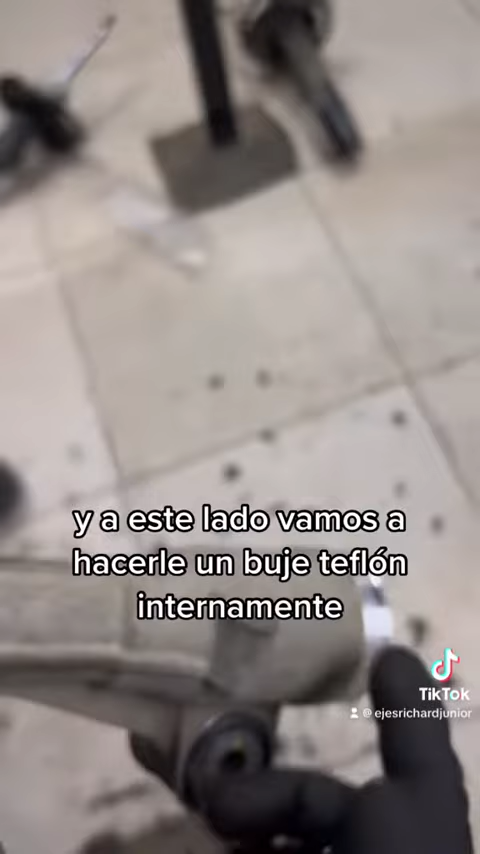 y a este lado vamos a
hacerle un buje teflón
internamente
TikTok
@ejesrichardjunior